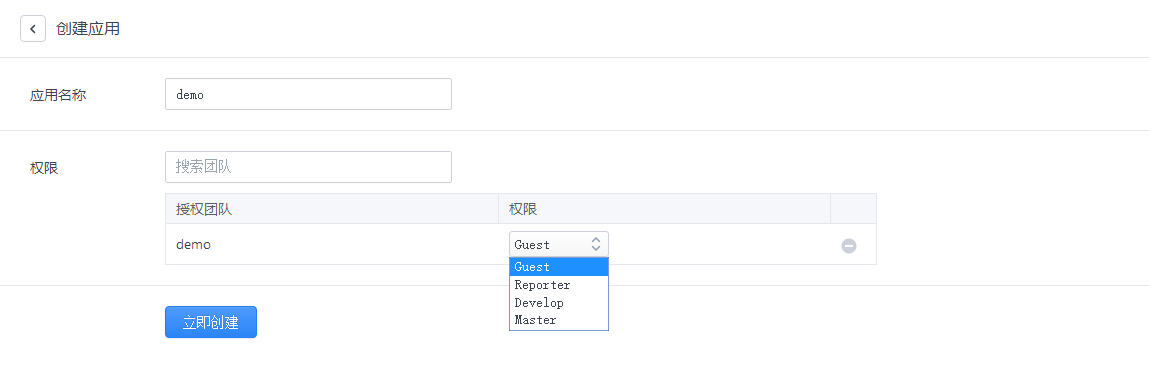 创建应用
应用名称
demo
权限
搜索团队
授权团队 权限
demo Guest
Guest
Reporter
Develop
Master
立即创建